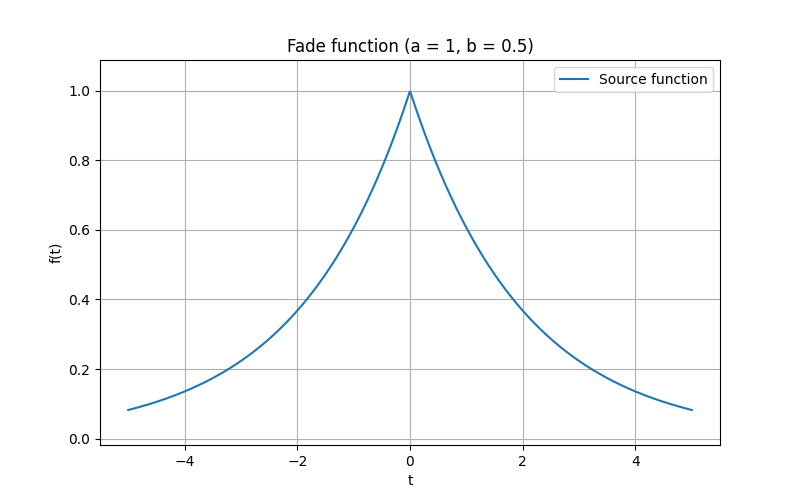 Fade function (a = 1, b = 0.5)
Source function
1.0
0.8
0.6
0.4
0.2
0.0
f(t)
−4
−2
0
2
4
t